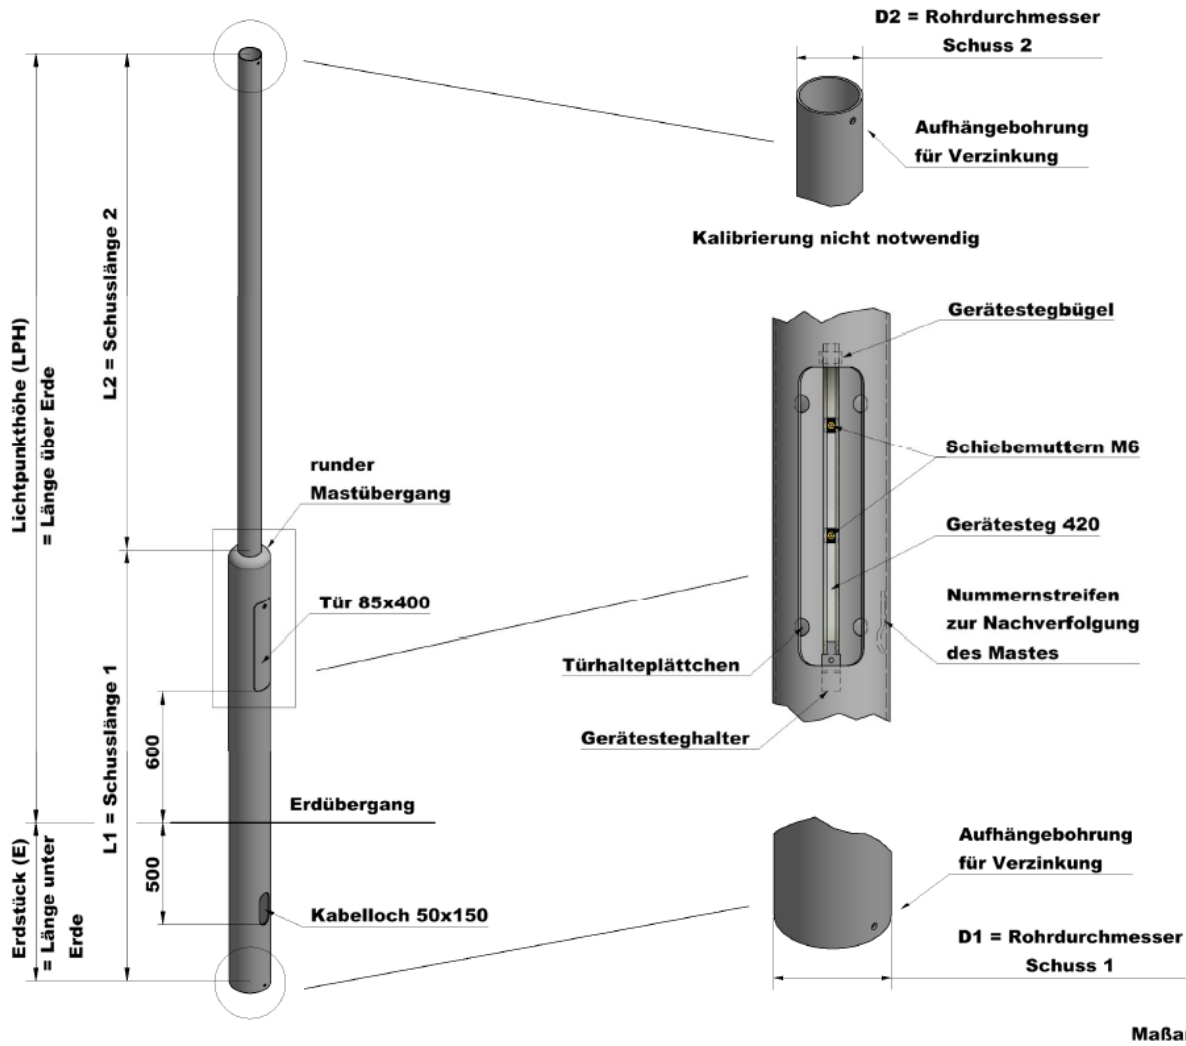 D2 = Rohrdurchmesser
Schuss 2
Aufhängebohrung
für Verzinkung
Kalibrierung nicht notwendig
Lichtpunkthöhe (LPH)
= Länge über Erde
L2 = Schusslänge 2
runder
Mastübergang
Tür 85x400
L1 = Schusslänge 1
600
Erdübergang
500
Kabelloch 50x150
Erdstück (E)
= Länge unter
Erde
Gerätestegbügel
Schiebemuttern M6
Gerätesteg 420
Nummernstreifen
zur Nachverfolgung
des Mastes
Türhalteplättchen
Gerätesteghalter
Aufhängebohrung
für Verzinkung
D1 = Rohrdurchmesser
Schuss 1